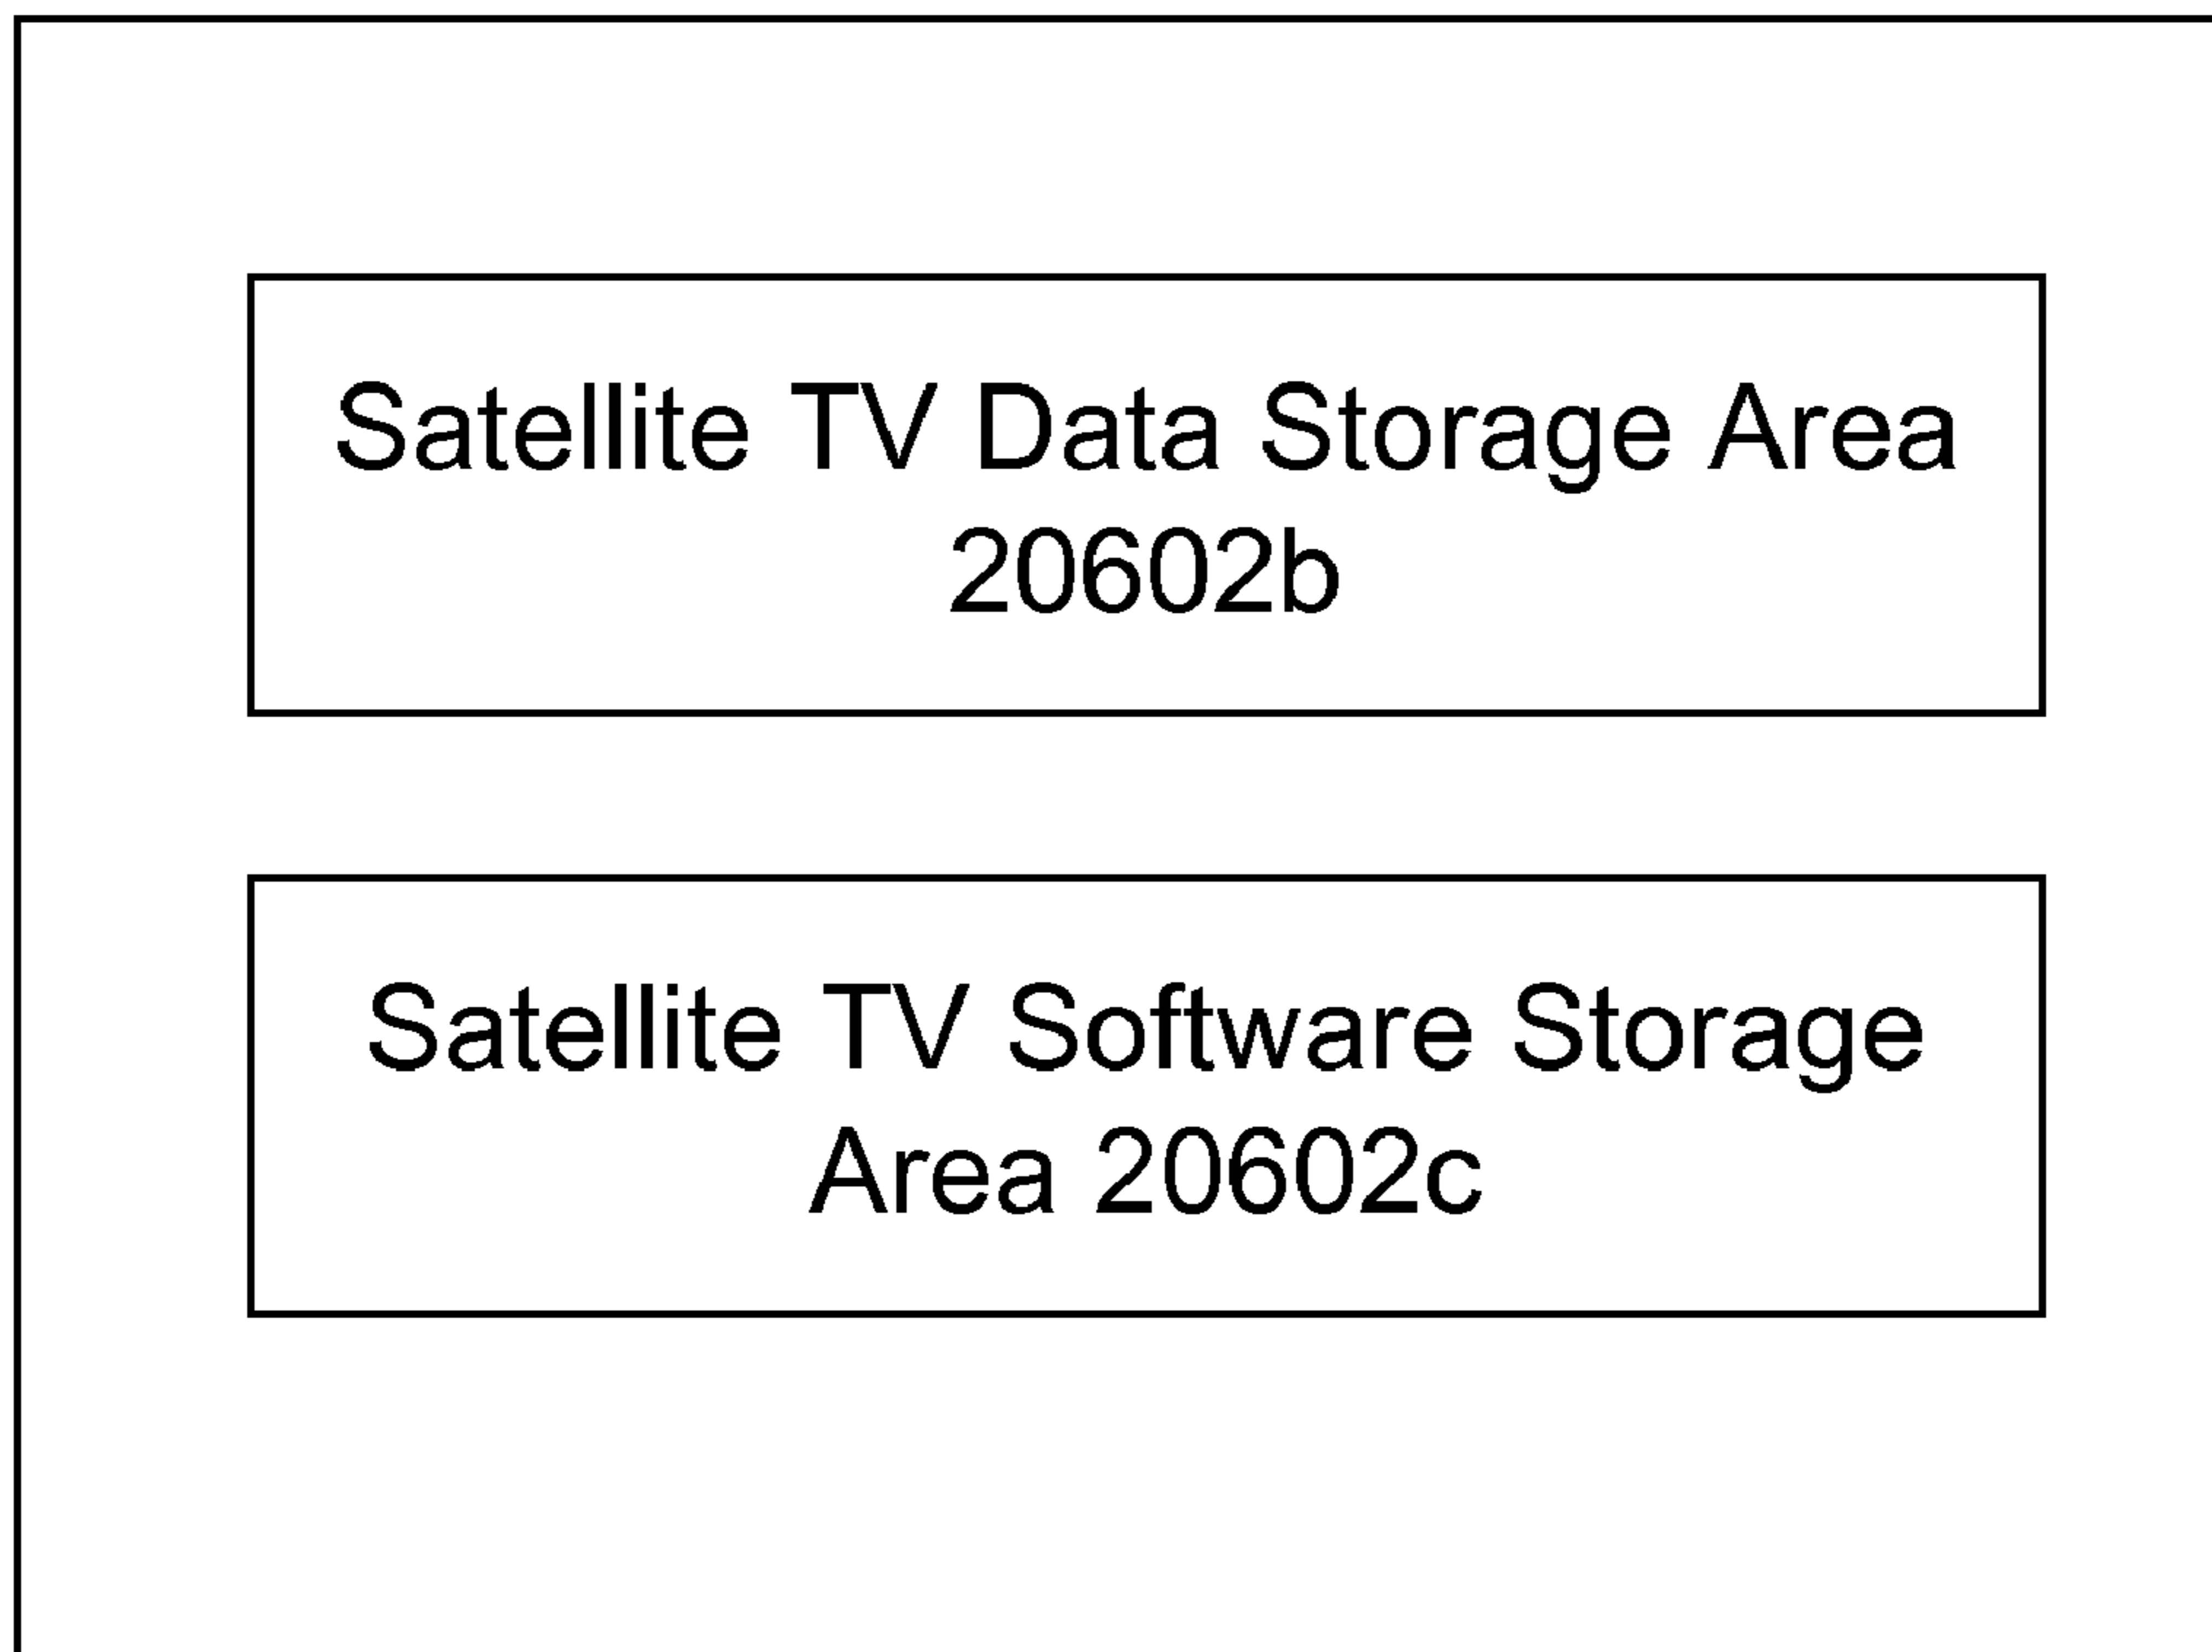 Satellite TV Data Storage Area
20602b
Satellite TV Software Storage
Area 20602c